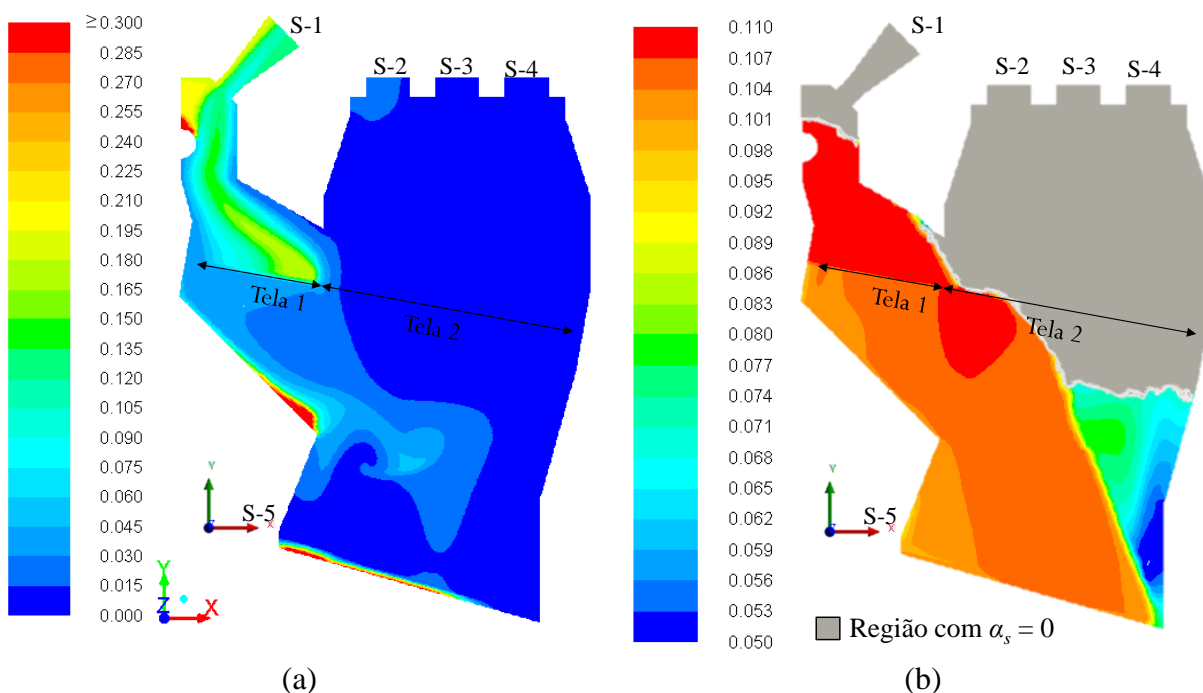 ≥ 0.300
0.285
0.270
0.255
0.240
0.225
0.210
0.195
0.180
0.165
0.150
0.135
0.120
0.105
0.090
0.075
0.060
0.045
0.030
0.015
0.000
S-1
S-2 S-3 S-4
Tela 1
Tela 2
Y
S-5
X
Z
Y
Z X
(a)
0.110
0.107
0.104
0.101
0.098
0.095
0.092
0.089
0.086
0.083
0.080
0.077
0.074
0.071
0.068
0.065
0.062
0.059
0.056
0.053
0.050
S-1
S-2 S-3 S-4
Tela 1
Tela 2
Y
S-5
X
Z
Região com αs = 0
(b)